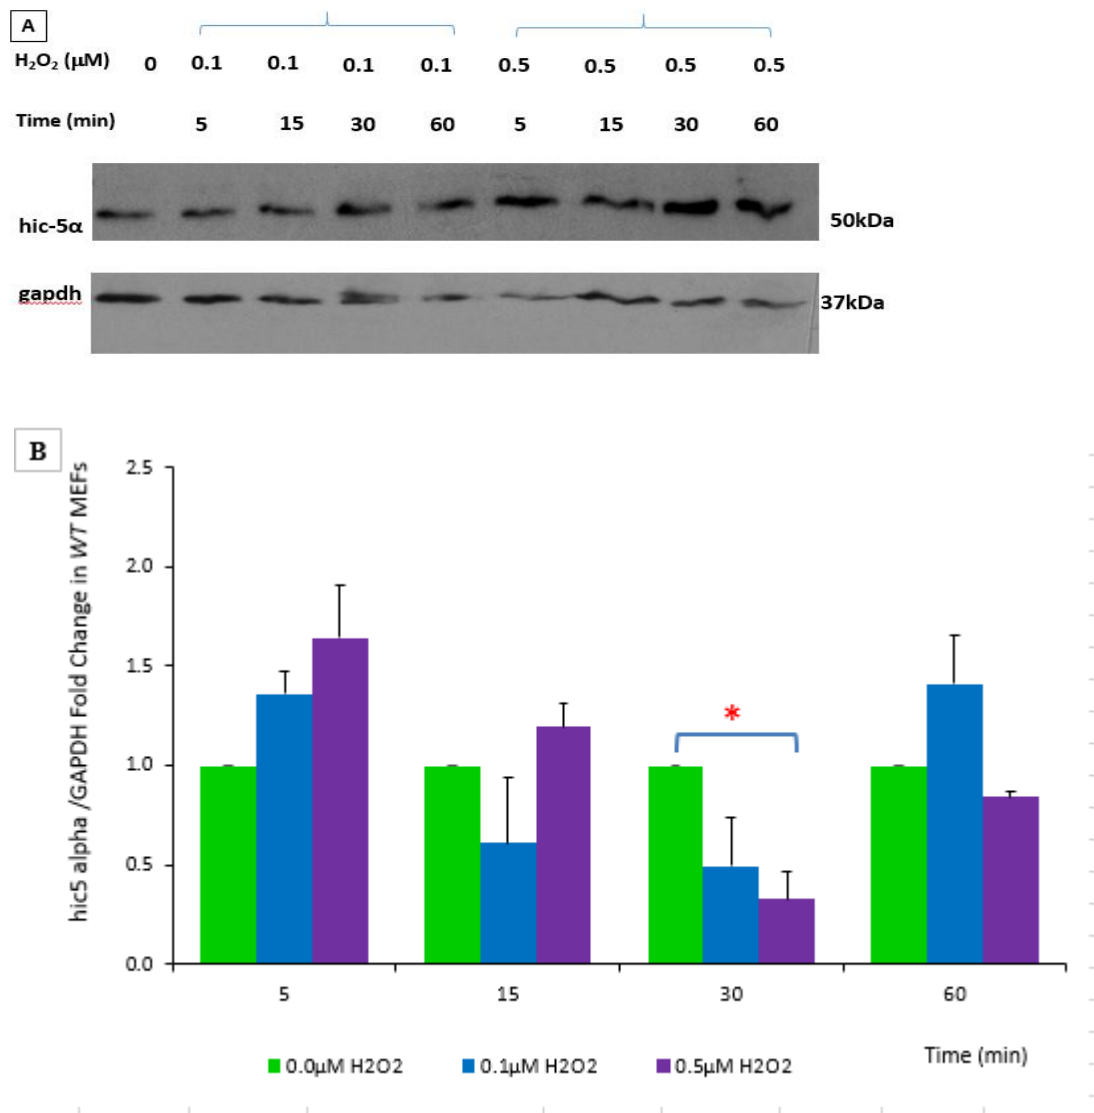 A
H₂O₂ (µM) 0 0.1 0.1 0.1 0.1 0.5 0.5 0.5 0.5
Time (min) 5 15 30 60 5 15 30 60
hic-5α 50kDa
gapdh 37kDa
B
hic5 alpha /GAPDH Fold Change in WT MEFs
2.5
2.0
1.5
*
1.0
0.5
0.0
5 15 30 60
Time (min)
0.0µM H2O2 0.1µM H2O2 0.5µM H2O2